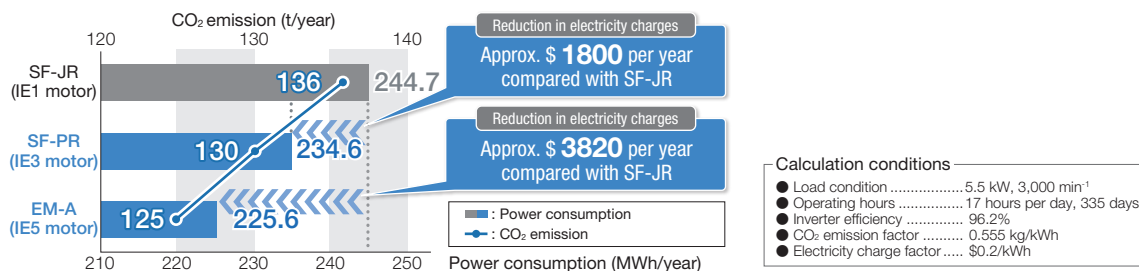 CO₂ emission (t/year)
120 130 140
SF-JR
(IE1 motor)
136
244.7
SF-PR
(IE3 motor)
130
234.6
EM-A
(IE5 motor)
125
225.6
210 220 230 240 250
Power consumption (MWh/year)
Reduction in electricity charges
Approx. $ 1800 per year
compared with SF-JR
Reduction in electricity charges
Approx. $ 3820 per year
compared with SF-JR
: Power consumption
: CO₂ emission
Calculation conditions
● Load condition ................. 5.5 kW, 3,000 min⁻¹
● Operating hours ............... 17 hours per day, 335 days
● Inverter efficiency .............. 96.2%
● CO₂ emission factor ......... 0.555 kg/kWh
● Electricity charge factor ..... $0.2/kWh